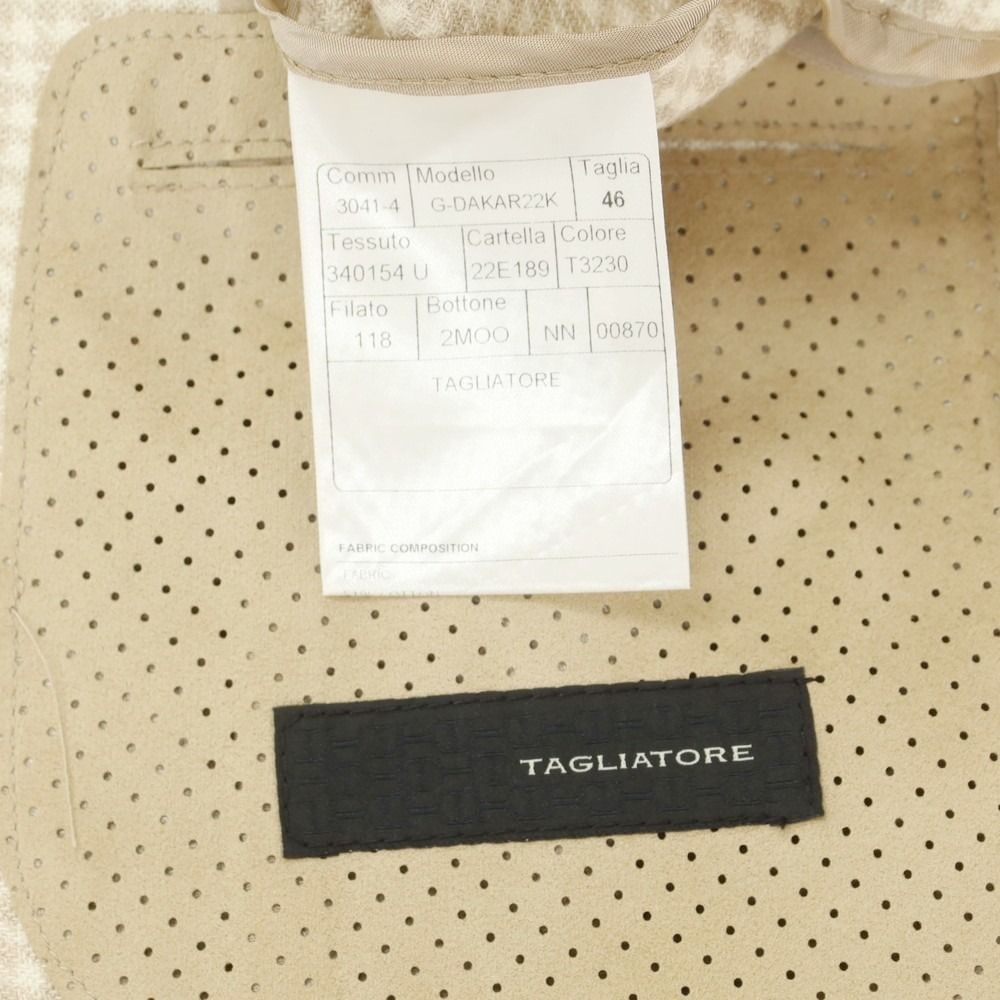 Comm Modello Taglia
3041-4 G-DAKAR22K 46
Tessuto Cartella Colore
340154 U 22E189 T3230
Filato Bottone
118 2MOO NN 00870
TAGLIATORE
FABRIC COMPOSITION
FABRIC
TAGLIATORE